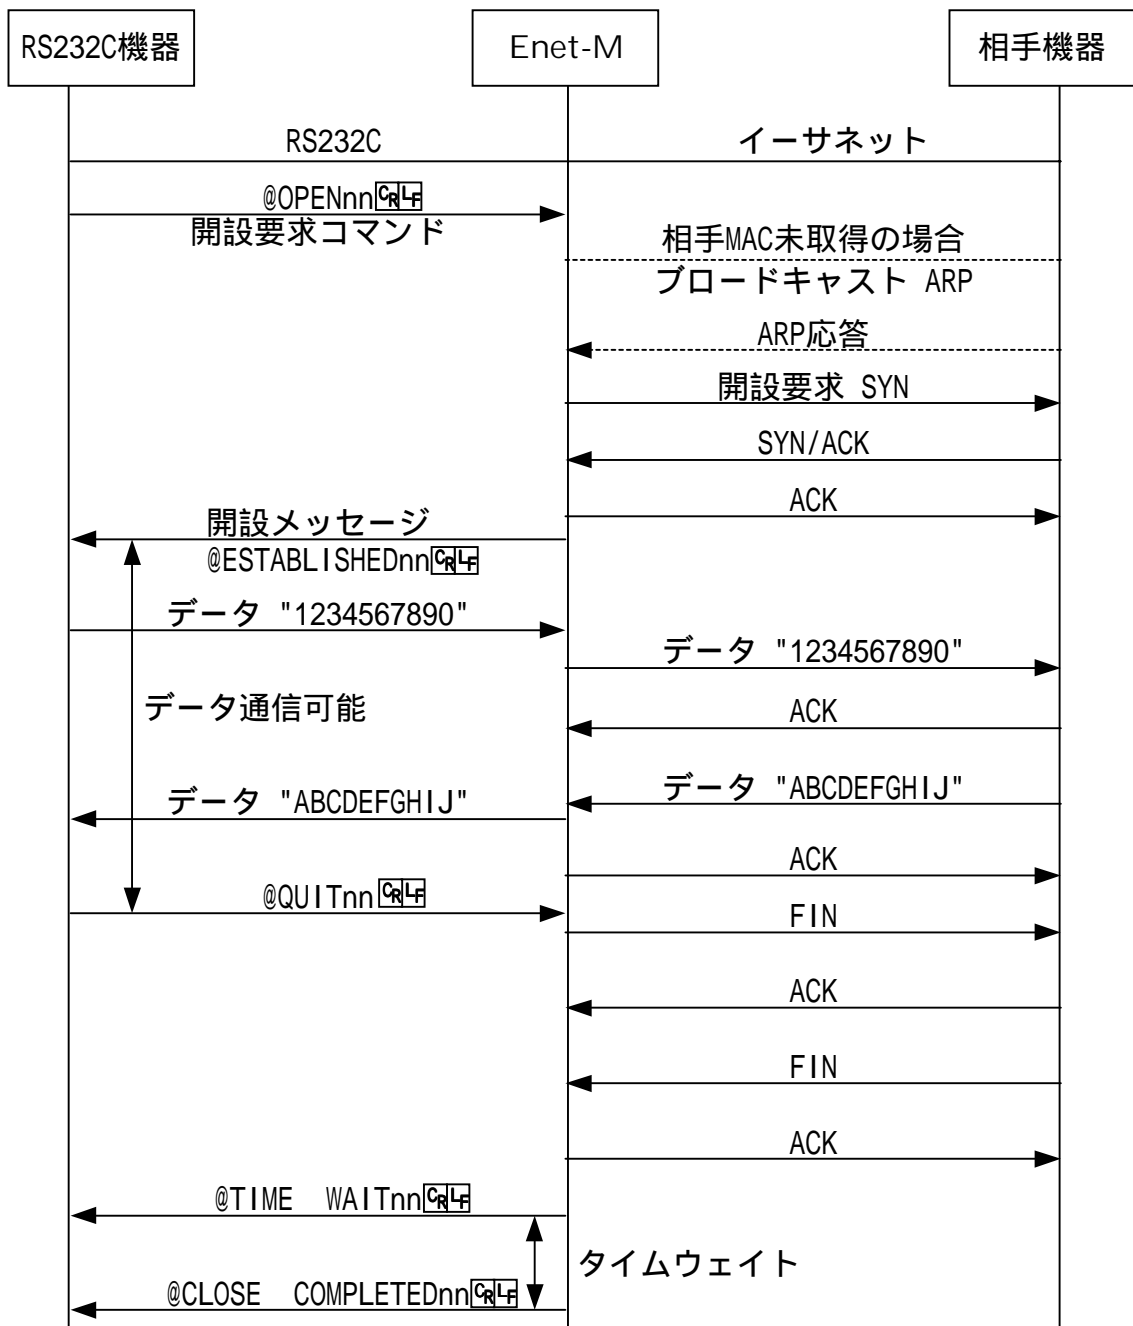 RS232C機器
Enet-M
相手機器
RS232C
イーサネット
@OPENnnCRLF
開設要求コマンド
相手MAC未取得の場合
ブロードキャスト ARP
ARP応答
開設要求 SYN
SYN/ACK
ACK
開設メッセージ
@ESTABLISHEDnnCRLF
データ "1234567890"
データ "1234567890"
データ通信可能
ACK
データ "ABCDEFGHIJ"
データ "ABCDEFGHIJ"
ACK
@QUITnnCRLF
FIN
ACK
FIN
ACK
@TIME WAITnnCRLF
タイムウェイト
@CLOSE COMPLETEDnnCRLF